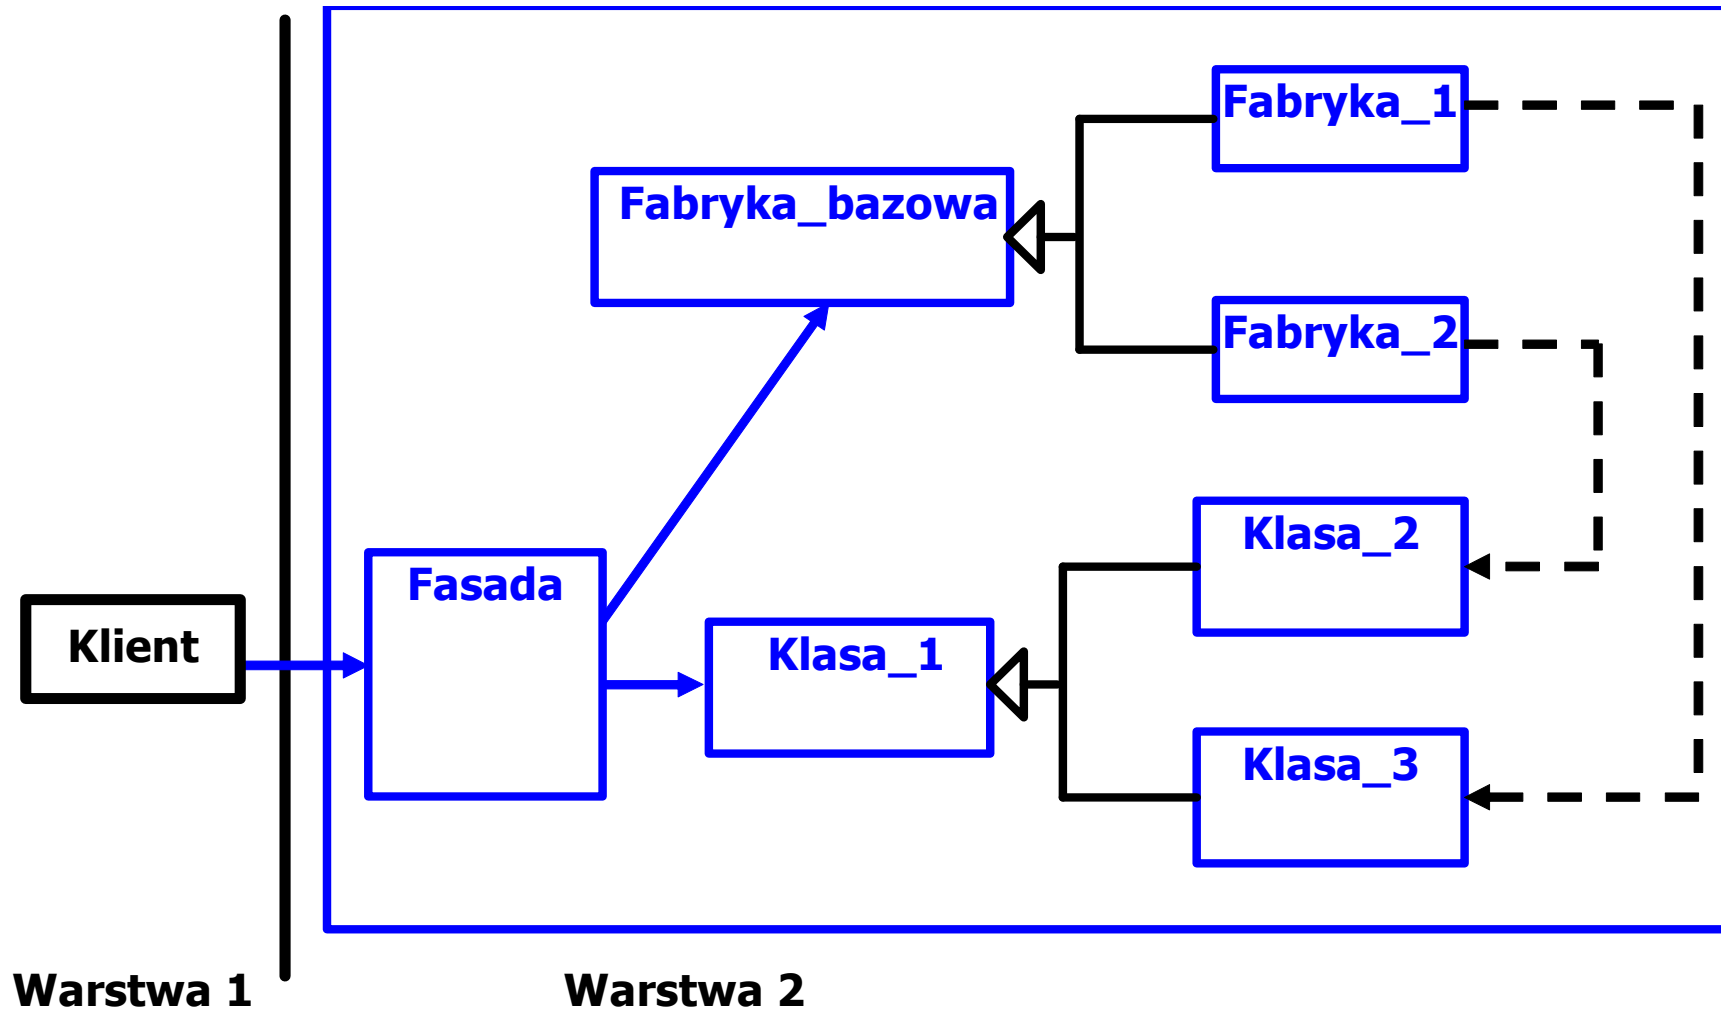 Fabryka_1
Fabryka_bazowa
Fabryka_2
Klasa_2
Fasada
Klient
Klasa_1
Klasa_3
Warstwa 1
Warstwa 2